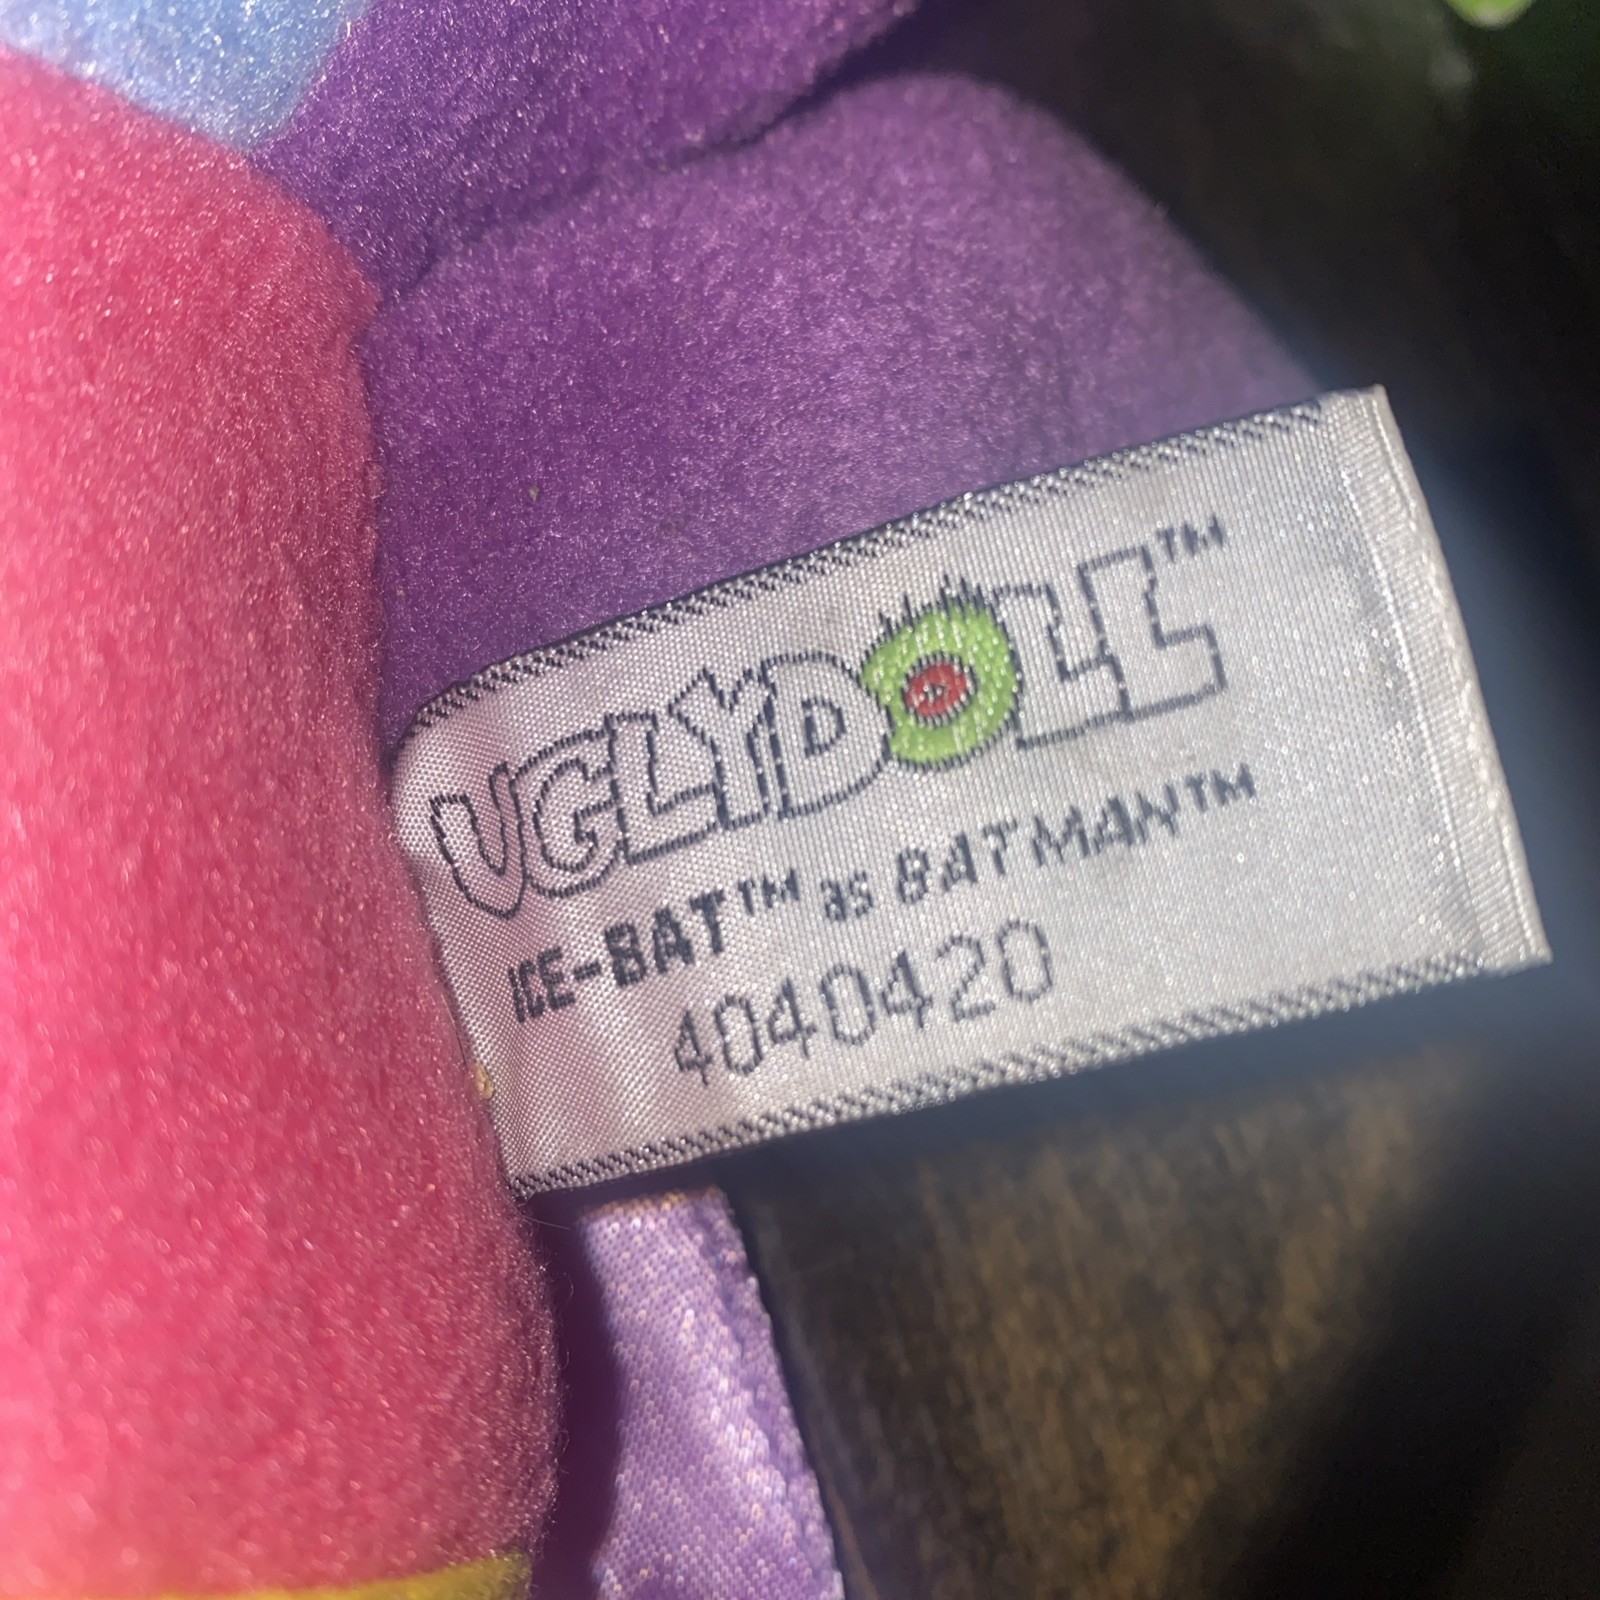 UGLYDOLL™
ICE-BAT™ as BATMAN™
4040420